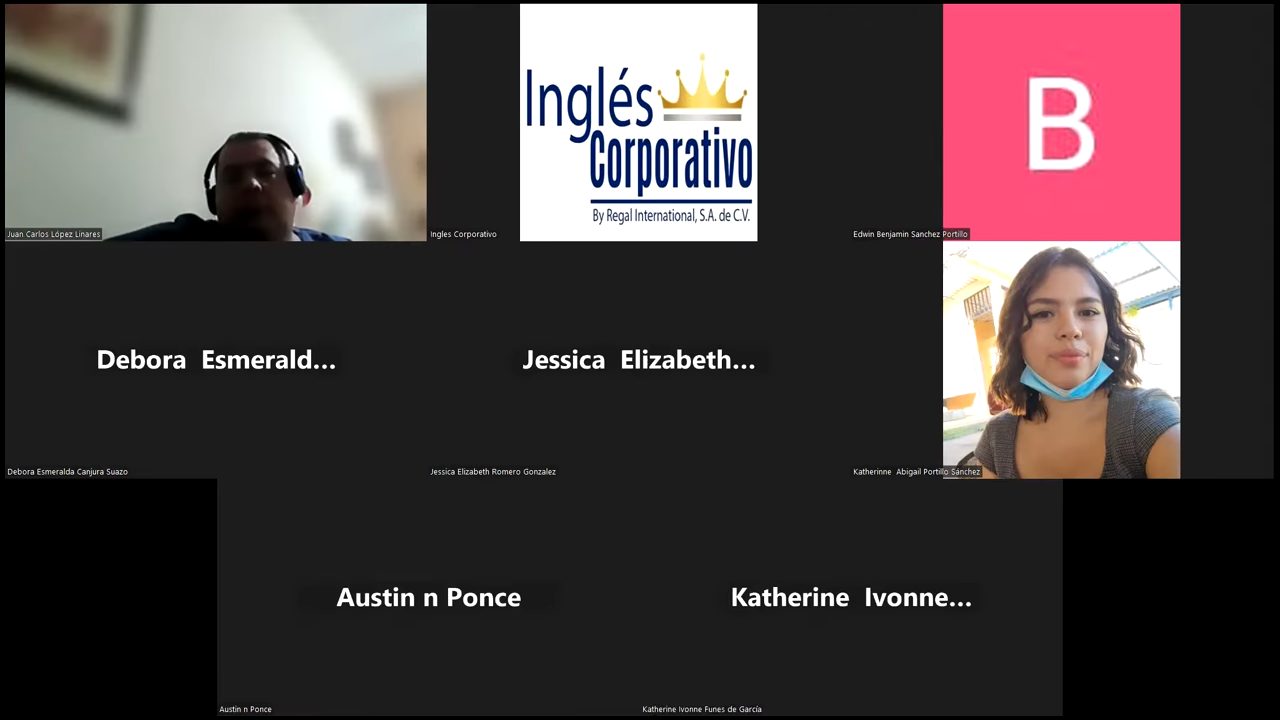 Inglés
Corporativo
By Regal International, S.A. de C.V.
B
Juan Carlos López Linares
Ingles Corporativo
Edwin Benjamin Sanchez Portillo
Debora Esmerald...
Jessica Elizabeth...
Debora Esmeralda Canjura Suazo
Jessica Elizabeth Romero Gonzalez
Katherinne Abigail Portillo Sánchez
Austin n Ponce
Katherine Ivonne...
Austin n Ponce
Katherine Ivonne Funes de García